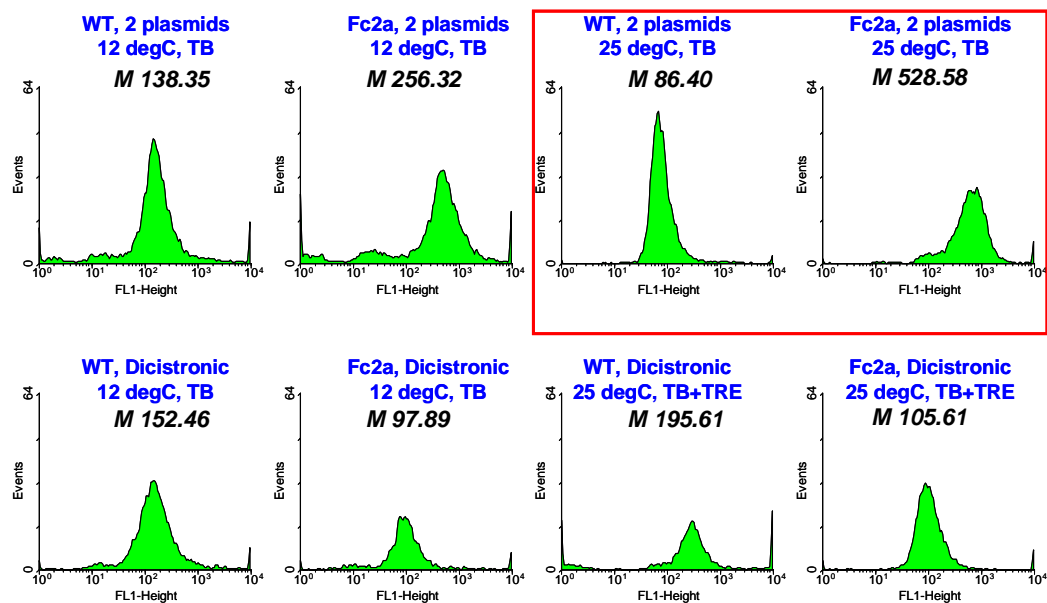 WT, 2 plasmids
12 degC, TB
M 138.35
64
Events
0
10⁰ 10¹ 10² 10³ 10⁴
FL1-Height
Fc2a, 2 plasmids
12 degC, TB
M 256.32
64
Events
0
10⁰ 10¹ 10² 10³ 10⁴
FL1-Height
WT, 2 plasmids
25 degC, TB
M 86.40
64
Events
0
10⁰ 10¹ 10² 10³ 10⁴
FL1-Height
Fc2a, 2 plasmids
25 degC, TB
M 528.58
64
Events
0
10⁰ 10¹ 10² 10³ 10⁴
FL1-Height
WT, Dicistronic
12 degC, TB
M 152.46
64
Events
0
10⁰ 10¹ 10² 10³ 10⁴
FL1-Height
Fc2a, Dicistronic
12 degC, TB
M 97.89
64
Events
0
10⁰ 10¹ 10² 10³ 10⁴
FL1-Height
WT, Dicistronic
25 degC, TB+TRE
M 195.61
64
Events
0
10⁰ 10¹ 10² 10³ 10⁴
FL1-Height
Fc2a, Dicistronic
25 degC, TB+TRE
M 105.61
64
Events
0
10⁰ 10¹ 10² 10³ 10⁴
FL1-Height